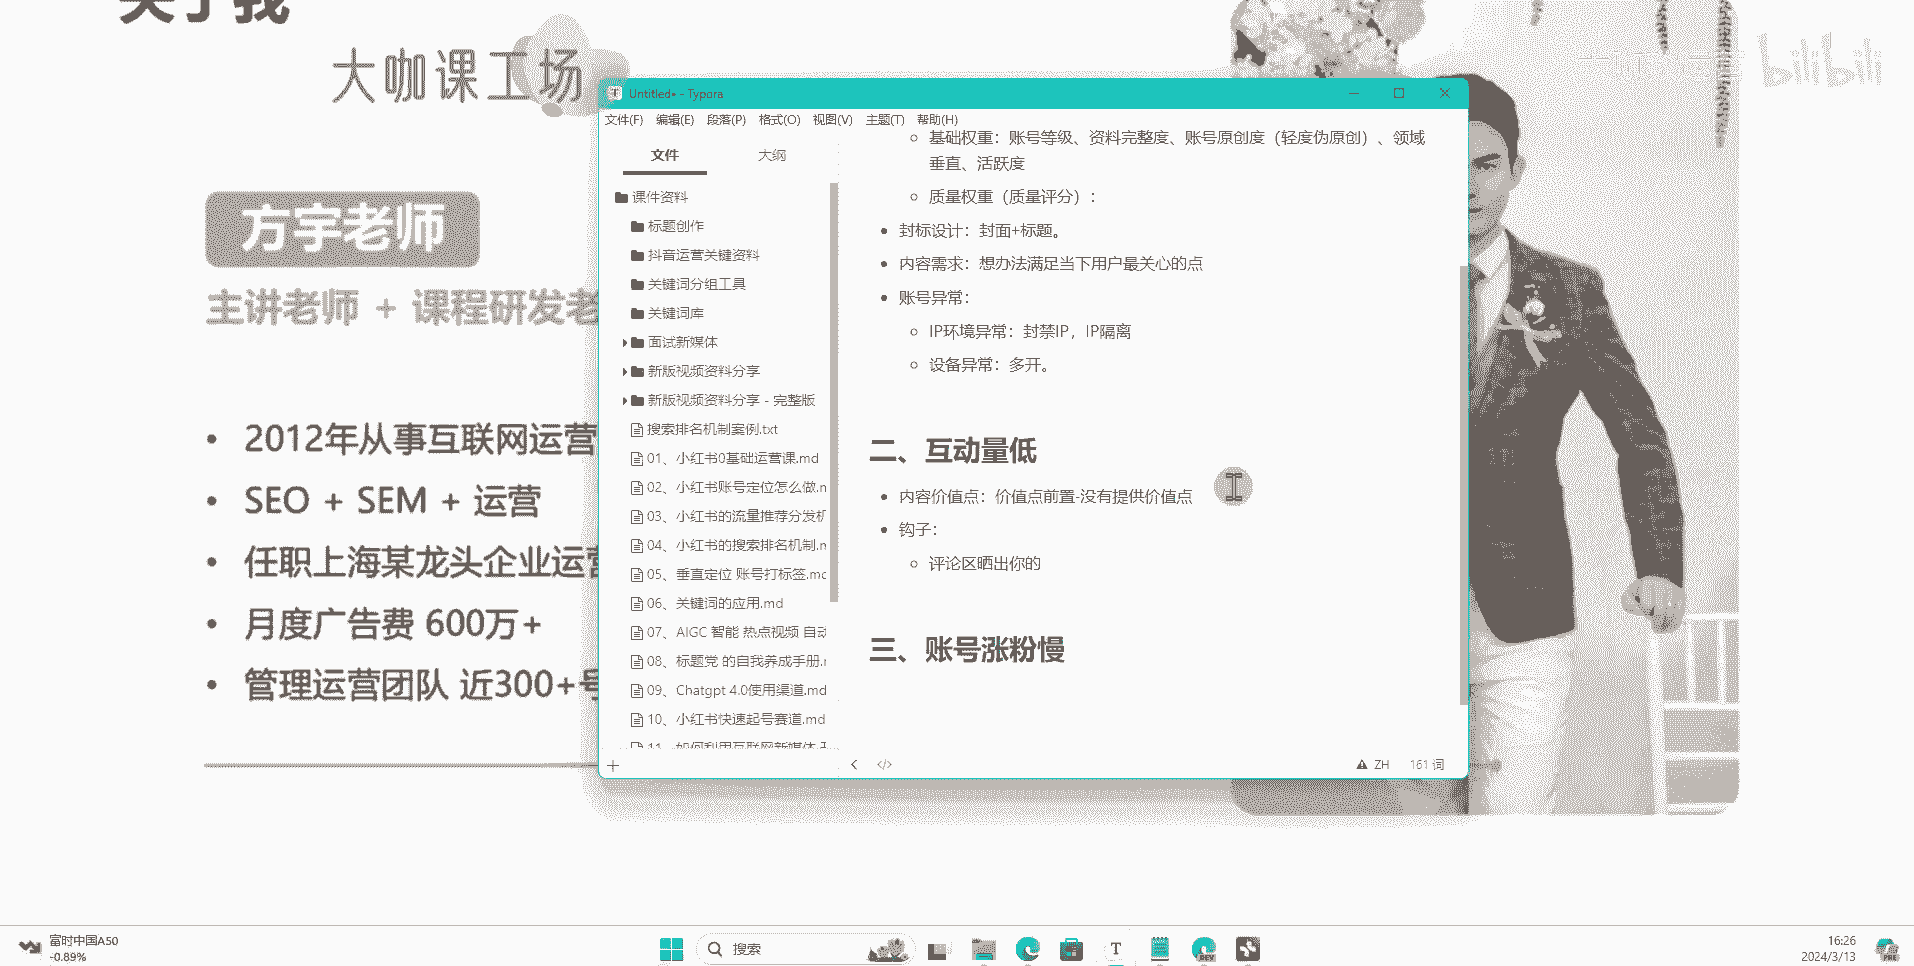 关于我
大咖课工场
bilibili
方宇老师
主讲老师 + 课程研发老
2012年从事互联网运营
SEO + SEM + 运营
任职上海某龙头企业运营
月度广告费 600万+
管理运营团队 近300+号
Untitled• - Typora
文件(F) 编辑(E) 段落(P) 格式(O) 视图(V) 主题(T) 帮助(H)
文件 大纲
课件资料
标题创作
抖音运营关键资料
关键词分组工具
关键词库
面试新媒体
新版视频资料分享
新版视频资料分享 - 完整版
搜索排名机制案例.txt
01、小红书0基础运营课.md
02、小红书账号定位怎么做.m
03、小红书的流量推荐分发机
04、小红书的搜索排名机制.m
05、垂直定位 账号打标签.mc
06、关键词的应用.md
07、AIGC 智能 热点视频 自动
08、标题党 的自我养成手册.r
09、Chatgpt 4.0使用渠道.md
10、小红书快速起号赛道.md
11、如何利用互联网新媒体
基础权重：账号等级、资料完整度、账号原创度（轻度伪原创）、领域
垂直、活跃度
质量权重（质量评分）：
封标设计：封面+标题。
内容需求：想办法满足当下用户最关心的点
账号异常：
IP环境异常：封禁IP，IP隔离
设备异常：多开。
二、互动量低
内容价值点：价值点前置-没有提供价值点
钩子：
评论区晒出你的
三、账号涨粉慢
ZH 161 词
富时中国A50
-0.89%
搜索
16:26
2024/3/13